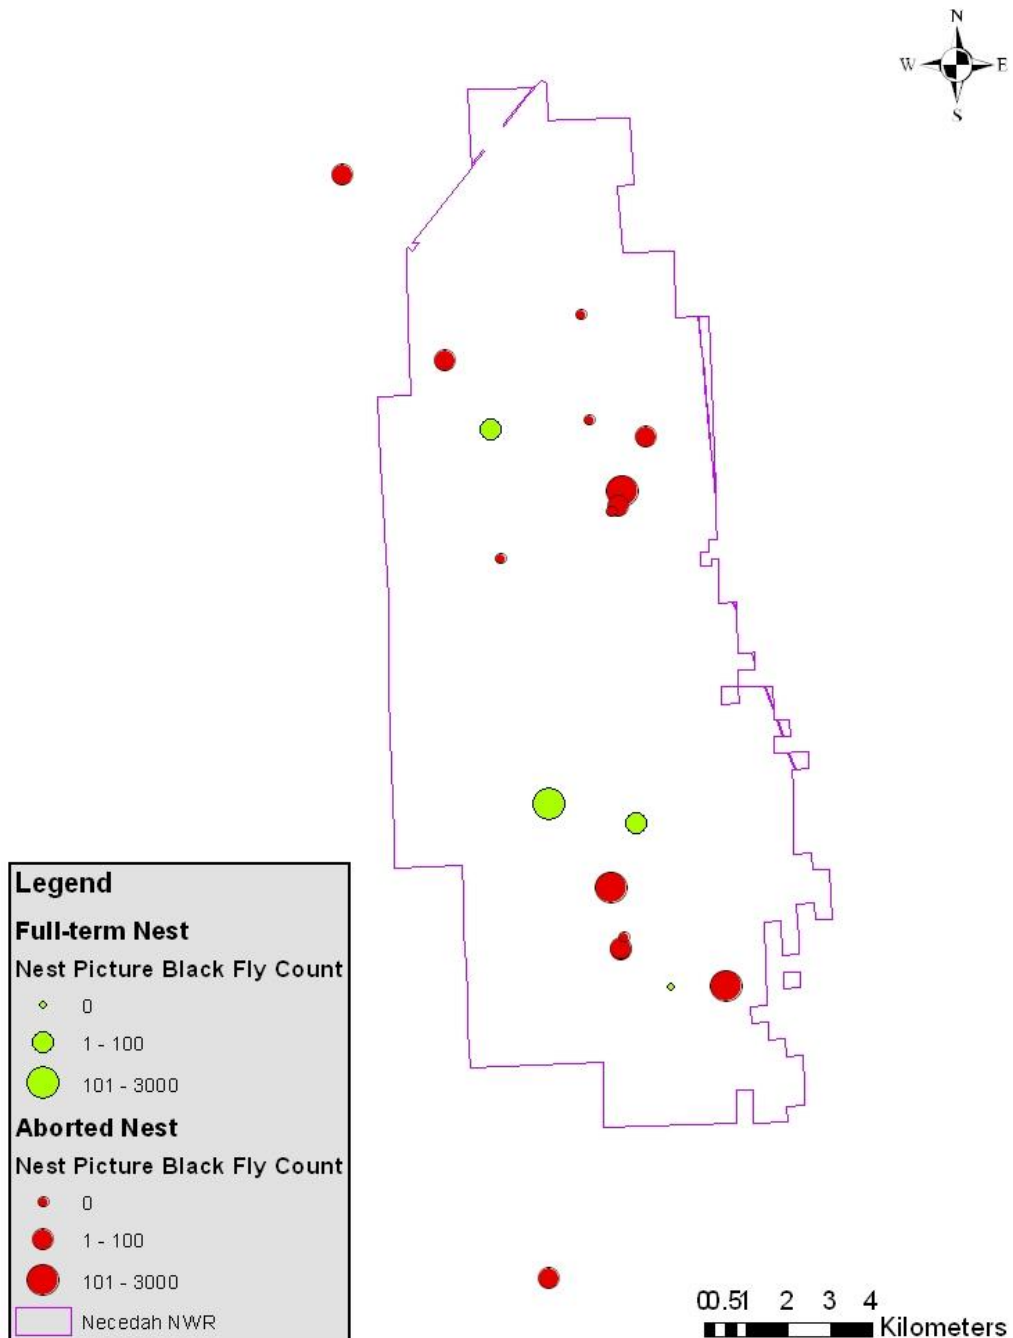 N
W E
S
Legend
Full-term Nest
Nest Picture Black Fly Count
0
1 - 100
101 - 3000
Aborted Nest
Nest Picture Black Fly Count
0
1 - 100
101 - 3000
Necedah NWR
00.51 2 3 4
Kilometers